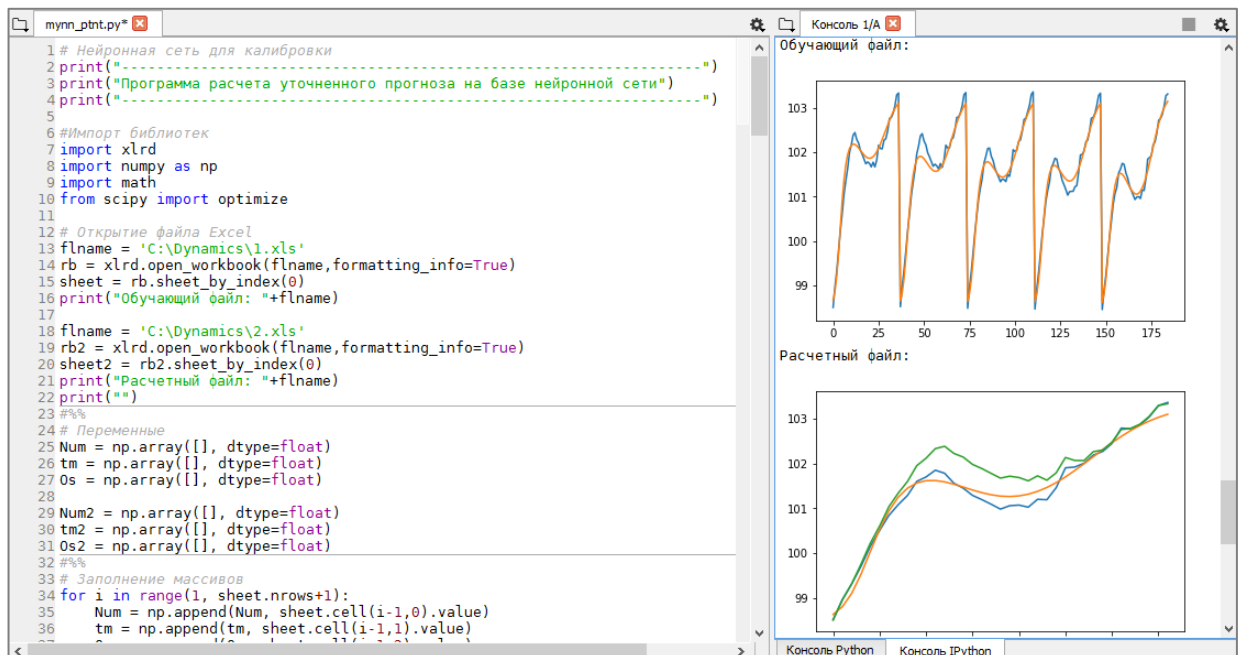 mynn_ptnt.py*
1 # Нейронная сеть для калибровки
2 print("-------------------------------------------------------------------")
3 print("Программа расчета уточненного прогноза на базе нейронной сети")
4 print("-------------------------------------------------------------------")
5
6 #Импорт библиотек
7 import xlrd
8 import numpy as np
9 import math
10 from scipy import optimize
11
12 # Открытие файла Excel
13 flname = 'C:\Dynamics\1.xls'
14 rb = xlrd.open_workbook(flname,formatting_info=True)
15 sheet = rb.sheet_by_index(0)
16 print("Обучающий файл: "+flname)
17
18 flname = 'C:\Dynamics\2.xls'
19 rb2 = xlrd.open_workbook(flname,formatting_info=True)
20 sheet2 = rb2.sheet_by_index(0)
21 print("Расчетный файл: "+flname)
22 print("")
23 #%%
24 # Переменные
25 Num = np.array([], dtype=float)
26 tm = np.array([], dtype=float)
27 Os = np.array([], dtype=float)
28
29 Num2 = np.array([], dtype=float)
30 tm2 = np.array([], dtype=float)
31 Os2 = np.array([], dtype=float)
32 #%%
33 # Заполнение массивов
34 for i in range(1, sheet.nrows+1):
35     Num = np.append(Num, sheet.cell(i-1,0).value)
36     tm = np.append(tm, sheet.cell(i-1,1).value)
Консоль 1/A
Обучающий файл:
103
102
101
100
99
0 25 50 75 100 125 150 175
Расчетный файл:
103
102
101
100
99
Консоль Python Консоль IPython